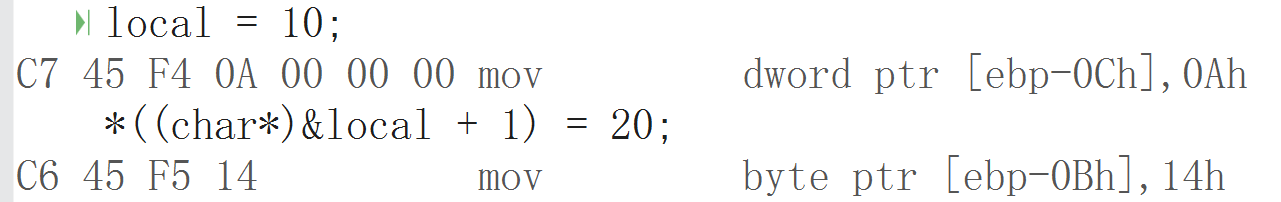 local = 10;
C7 45 F4 0A 00 00 00 mov dword ptr [ebp-0Ch],0Ah
*((char*)&local + 1) = 20;
C6 45 F5 14 mov byte ptr [ebp-0Bh],14h